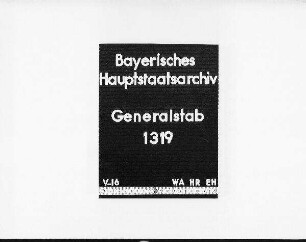 Bayerisches
Hauptstaatsarchiv
Generalstab
1319
V-16 WA HR EH